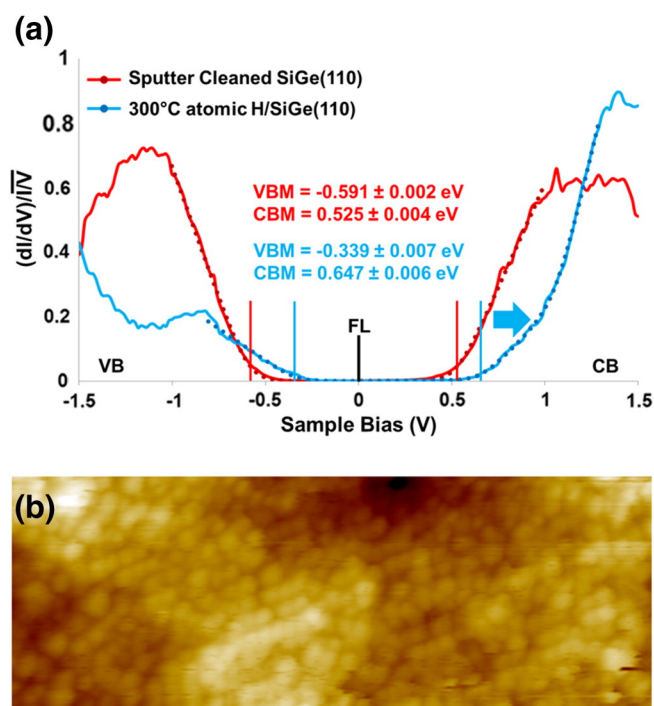 (a)
1
Sputter Cleaned SiGe(110)
300°C atomic H/SiGe(110)
0.8
(dI/dV)/I/V
0.6
VBM = -0.591 ± 0.002 eV
CBM = 0.525 ± 0.004 eV
0.4
VBM = -0.339 ± 0.007 eV
CBM = 0.647 ± 0.006 eV
0.2
FL
VB
CB
0
-1.5 -1 -0.5 0 0.5 1 1.5
Sample Bias (V)
(b)